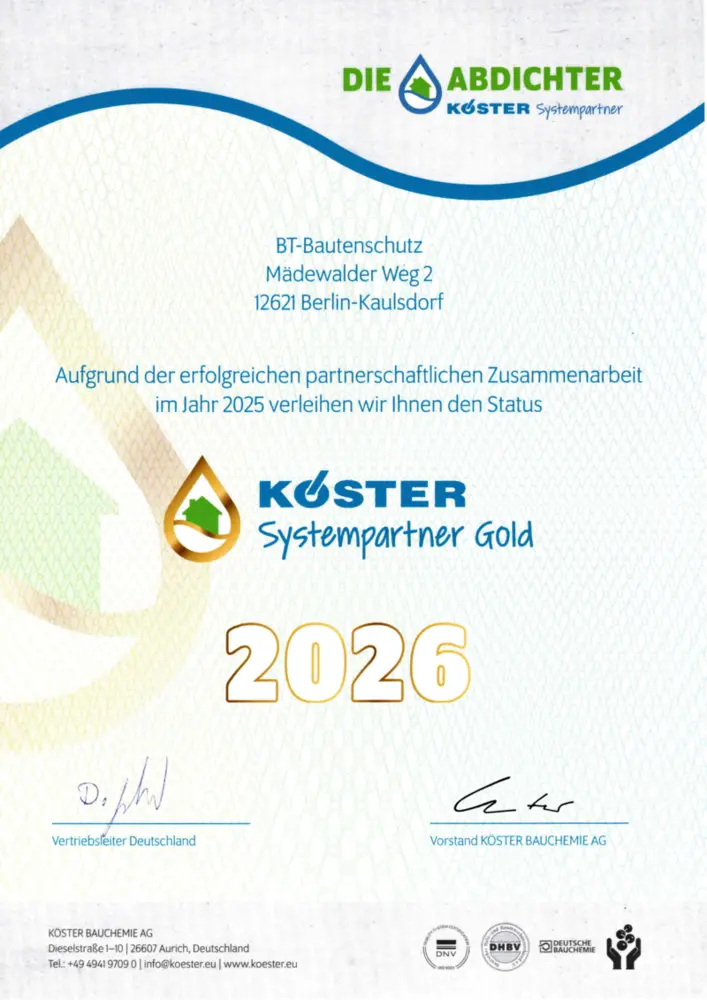 DIE ABDICHTER
KÖSTER Systempartner
BT-Bautenschutz
Mädewalder Weg 2
12621 Berlin-Kaulsdorf
Aufgrund der erfolgreichen partnerschaftlichen Zusammenarbeit
im Jahr 2025 verleihen wir Ihnen den Status
KÖSTER
Systempartner Gold
2026
Vertriebsleiter Deutschland
Vorstand KÖSTER BAUCHEMIE AG
KÖSTER BAUCHEMIE AG
Dieselstraße 1–10 | 26607 Aurich, Deutschland
Tel.: +49 4941 9709 0 | info@koester.eu | www.koester.eu
DNV
DHBV
DEUTSCHE
BAUCHEMIE